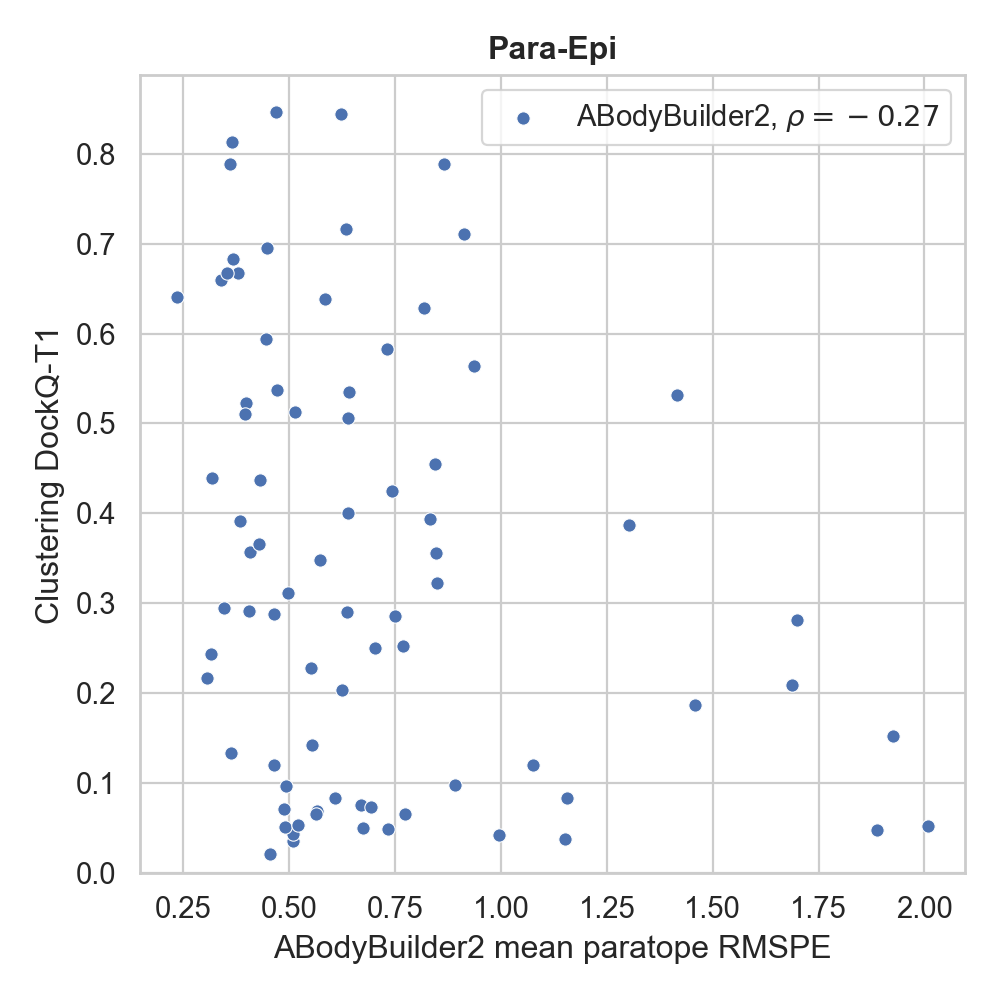 Para-Epi
ABodyBuilder2, ρ = −0.27
Clustering DockQ-T1
0.8
0.7
0.6
0.5
0.4
0.3
0.2
0.1
0.0
0.25 0.50 0.75 1.00 1.25 1.50 1.75 2.00
ABodyBuilder2 mean paratope RMSPE